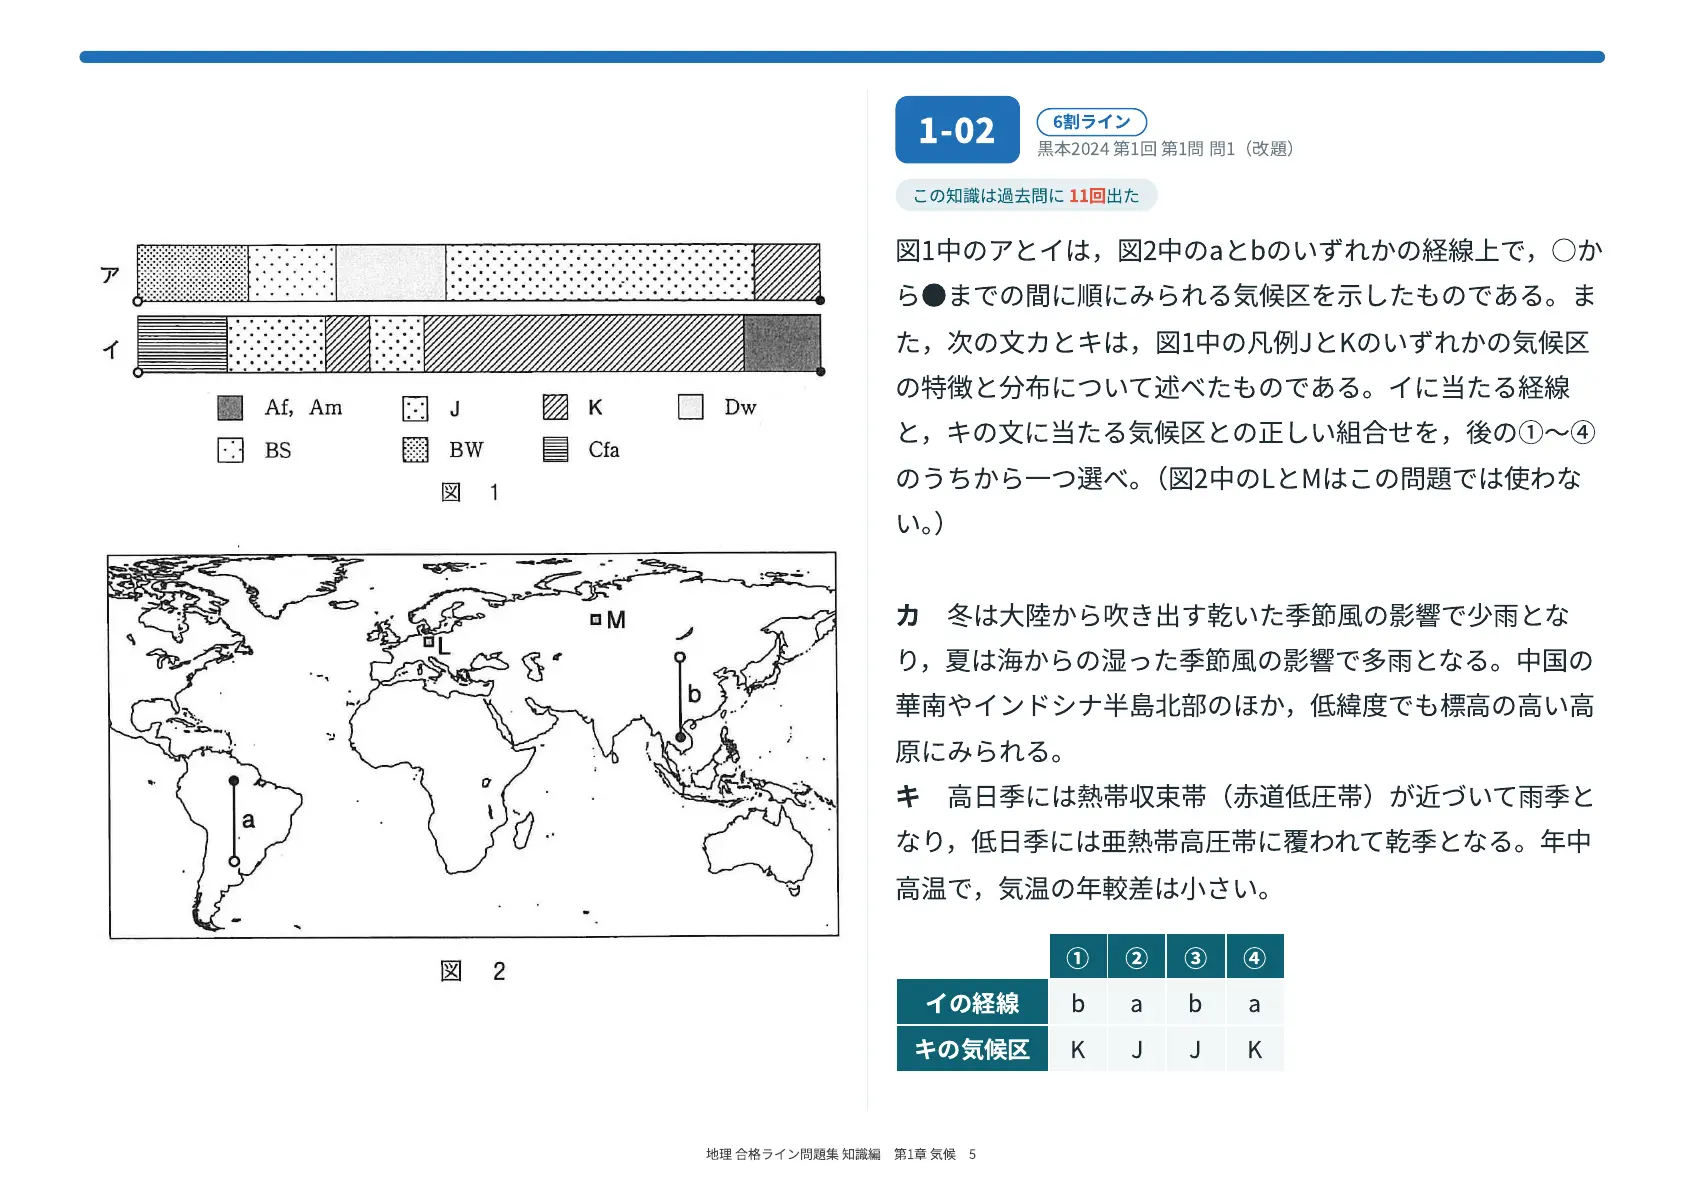 ア
イ
Af，Am
J
K
Dw
BS
BW
Cfa
図 1
M
L
b
a
図 2
1-02
6割ライン
黒本2024 第1回 第1問 問1（改題）
この知識は過去問に 11回出た
図1中のアとイは，図2中のaとbのいずれかの経線上で，○か
ら●までの間に順にみられる気候区を示したものである。ま
た，次の文カとキは，図1中の凡例JとKのいずれかの気候区
の特徴と分布について述べたものである。イに当たる経線
と，キの文に当たる気候区との正しい組合せを，後の①～④
のうちから一つ選べ。（図2中のLとMはこの問題では使わな
い。）
カ 冬は大陸から吹き出す乾いた季節風の影響で少雨とな
り，夏は海からの湿った季節風の影響で多雨となる。中国の
華南やインドシナ半島北部のほか，低緯度でも標高の高い高
原にみられる。
キ 高日季には熱帯収束帯（赤道低圧帯）が近づいて雨季と
なり，低日季には亜熱帯高圧帯に覆われて乾季となる。年中
高温で，気温の年較差は小さい。
① ② ③ ④
イの経線 b a b a
キの気候区 K J J K
地理 合格ライン問題集 知識編 第1章 気候 5